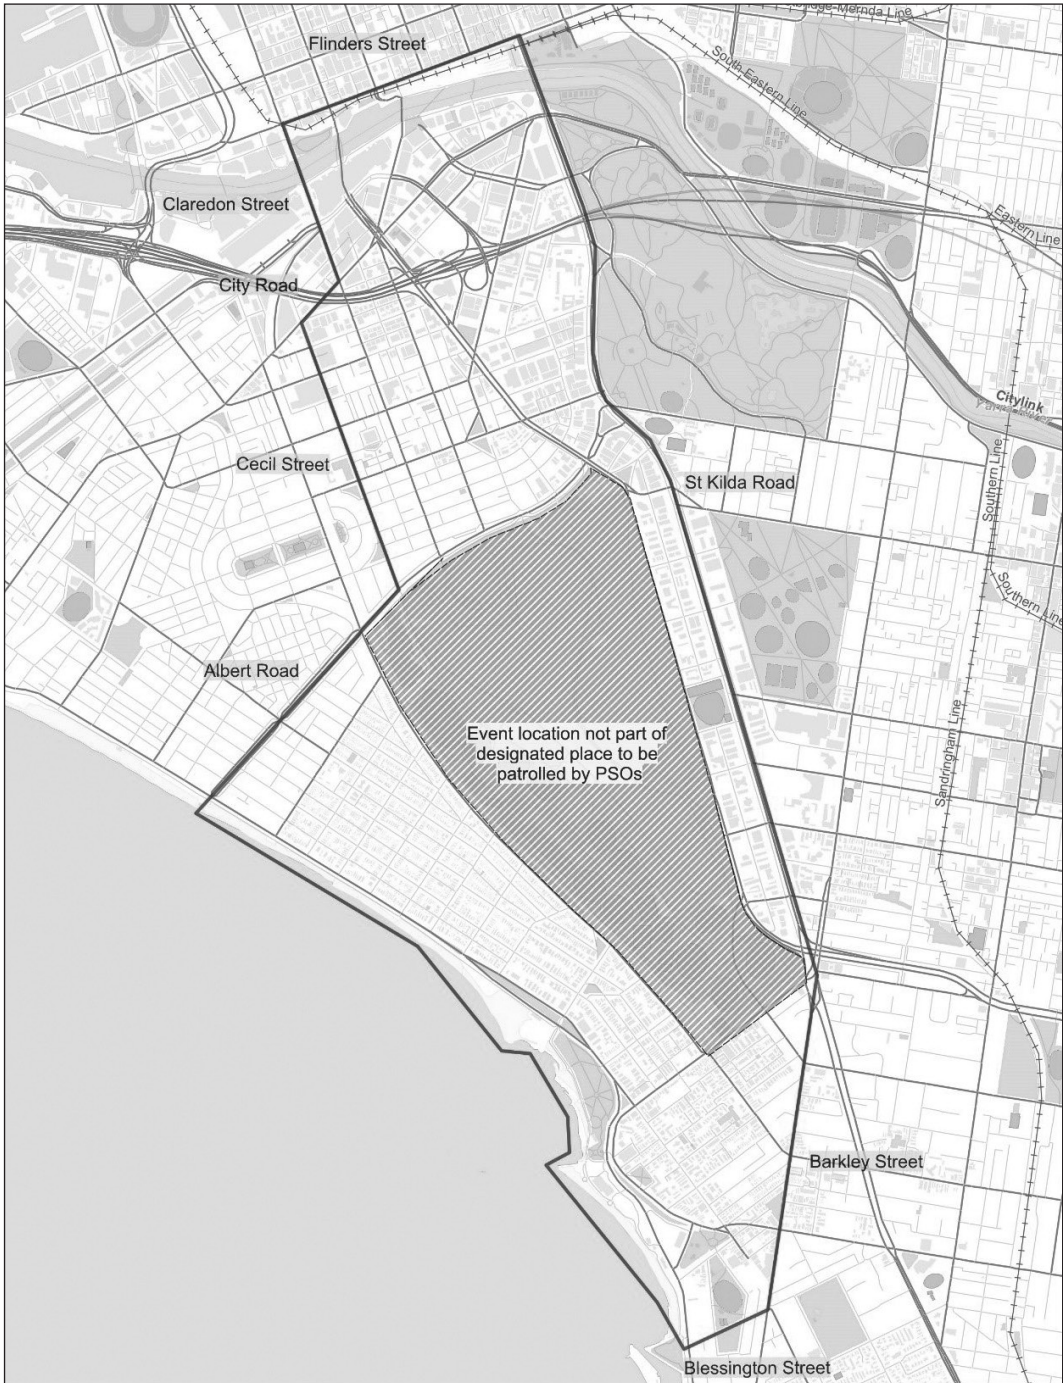 Flinders Street
Mernda Line
South Eastern Line
Claredon Street
Eastern Line
City Road
Citylink
Cecil Street
St Kilda Road
Southern Line
Southern Line
Albert Road
Event location not part of
designated place to be
patrolled by PSOs
Sandringham Line
Barkley Street
Blessington Street